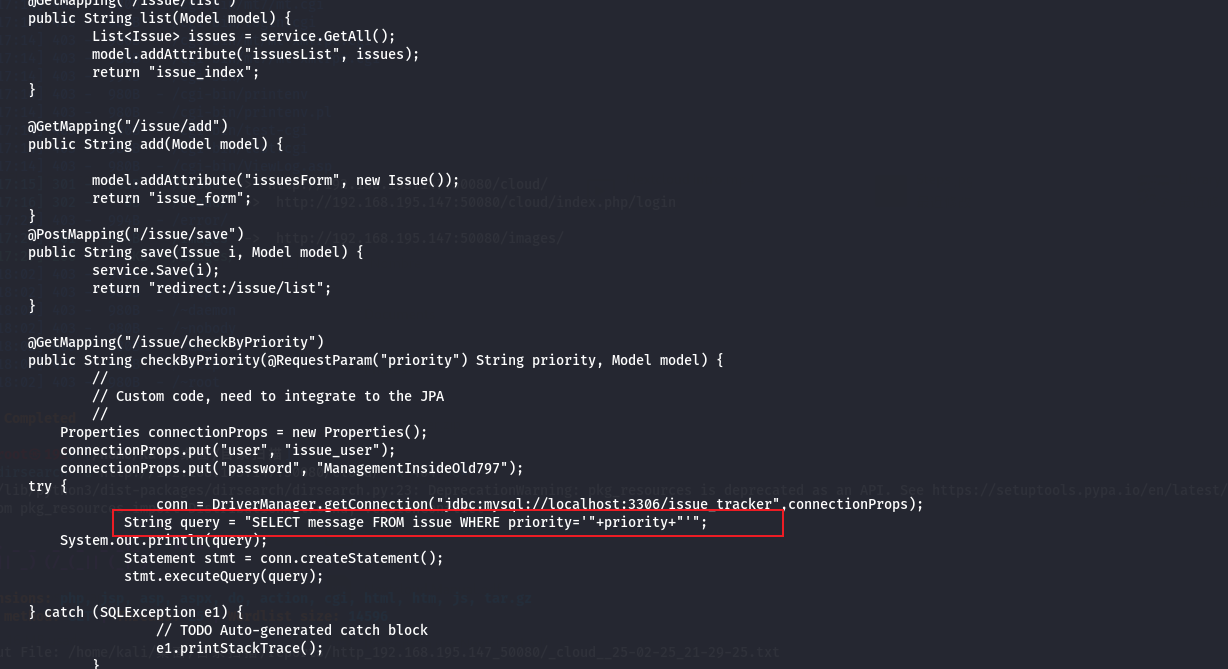 @GetMapping("/issue/list")
public String list(Model model) {
List<Issue> issues = service.GetAll();
model.addAttribute("issuesList", issues);
return "issue_index";
}
@GetMapping("/issue/add")
public String add(Model model) {
model.addAttribute("issuesForm", new Issue());
return "issue_form";
}
@PostMapping("/issue/save")
public String save(Issue i, Model model) {
service.Save(i);
return "redirect:/issue/list";
}
@GetMapping("/issue/checkByPriority")
public String checkByPriority(@RequestParam("priority") String priority, Model model) {
//
// Custom code, need to integrate to the JPA
//
Properties connectionProps = new Properties();
connectionProps.put("user", "issue_user");
connectionProps.put("password", "ManagementInsideOld797");
try {
conn = DriverManager.getConnection("jdbc:mysql://localhost:3306/issue_tracker",connectionProps);
String query = "SELECT message FROM issue WHERE priority='"+priority+"'";
System.out.println(query);
Statement stmt = conn.createStatement();
stmt.executeQuery(query);
} catch (SQLException e1) {
// TODO Auto-generated catch block
e1.printStackTrace();
}